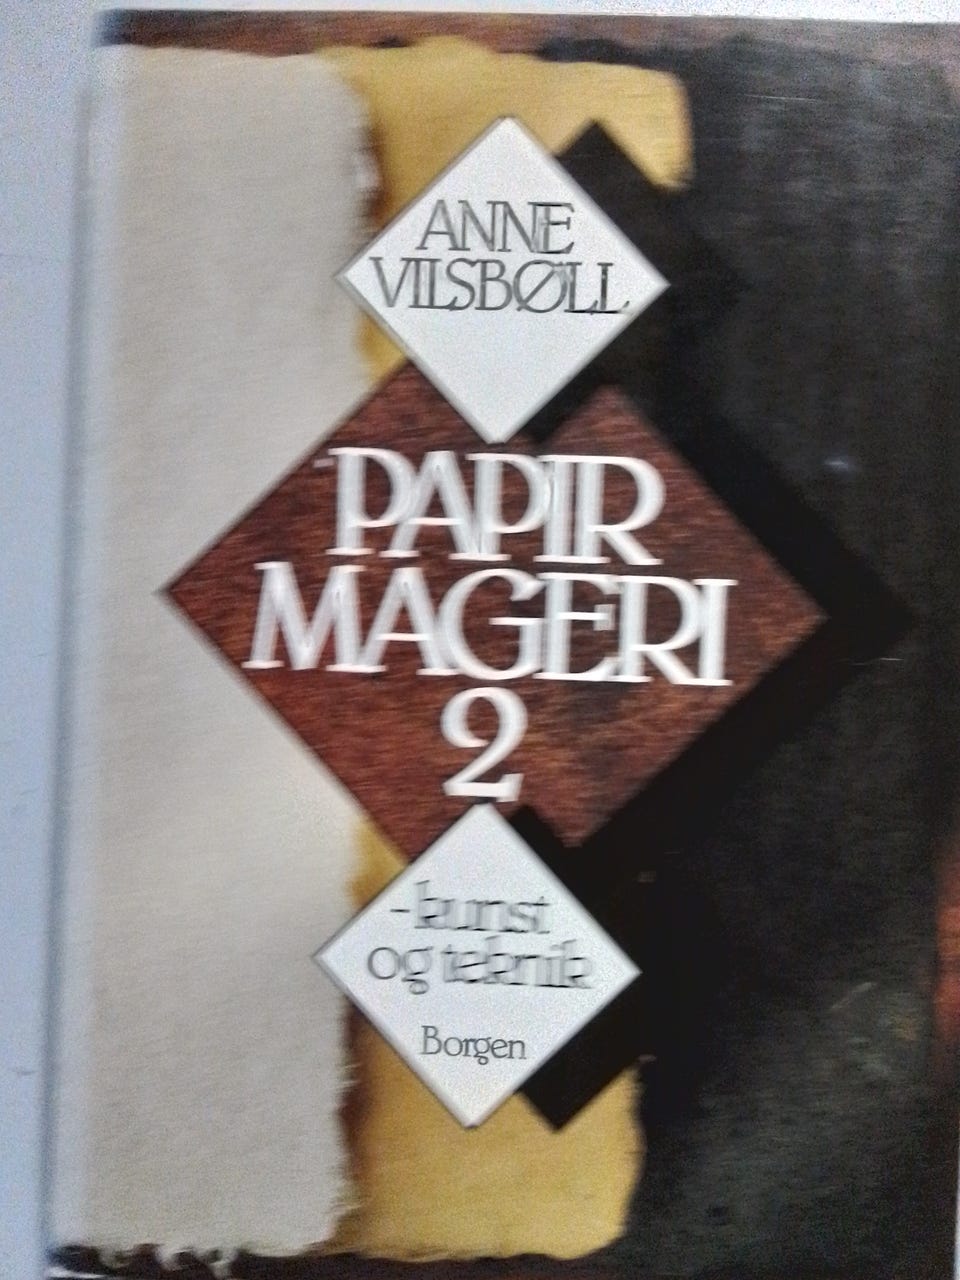 ANNE
VILSBØLL
PAPIR
MAGERI
2
-kunst
og teknik
Borgen